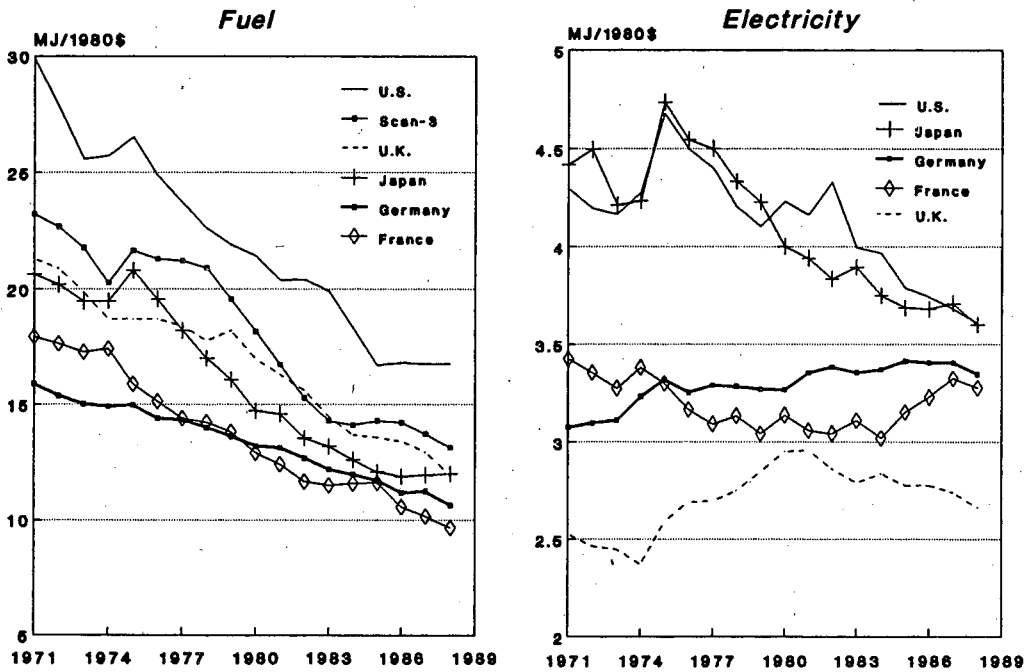 Fuel
MJ/1980$
30
25
20
15
10
5
1971 1974 1977 1980 1983 1986 1989
U.S.
Scan-3
U.K.
Japan
Germany
France
Electricity
MJ/1980$
5
4.5
4
3.5
3
2.5
2
1971 1974 1977 1980 1983 1986 1989
U.S.
Japan
Germany
France
U.K.